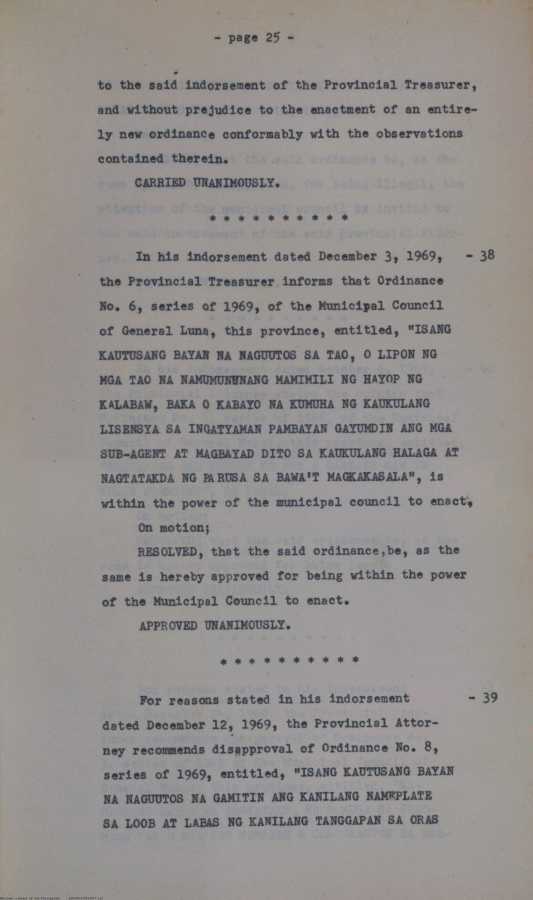 - page 25 -
to the said indorsement of the Provincial Treasurer,
and without prejudice to the enactment of an entire-
ly new ordinance conformably with the observations
contained therein.
CARRIED UNANIMOUSLY.
* * * * * * * * * *
In his indorsement dated December 3, 1969, - 38
the Provincial Treasurer informs that Ordinance
No. 6, series of 1969, of the Municipal Council
of General Luna, this province, entitled, "ISANG
KAUTUSANG BAYAN NA NAGUUTOS SA TAO, O LIPON NG
MGA TAO NA NAMUMUNUNANG MAMIMILI NG HAYOP NG
KALABAW, BAKA O KABAYO NA KUMUHA NG KAUKULANG
LISENSYA SA INGATYAMAN PAMBAYAN GAYUMDIN ANG MGA
SUB-AGENT AT MAGBAYAD DITO SA KAUKULANG HALAGA AT
NAGTATAKDA NG PARUSA SA BAWA'T MAGKAKASALA", is
within the power of the municipal council to enact,
On motion;
RESOLVED, that the said ordinance,be, as the
same is hereby approved for being within the power
of the Municipal Council to enact.
APPROVED UNANIMOUSLY.
* * * * * * * * * *
For reasons stated in his indorsement - 39
dated December 12, 1969, the Provincial Attor-
ney recommends disapproval of Ordinance No. 8,
series of 1969, entitled, "ISANG KAUTUSANG BAYAN
NA NAGUUTOS NA GAMITIN ANG KANILANG NAMEPLATE
SA LOOB AT LABAS NG KANILANG TANGGAPAN SA ORAS